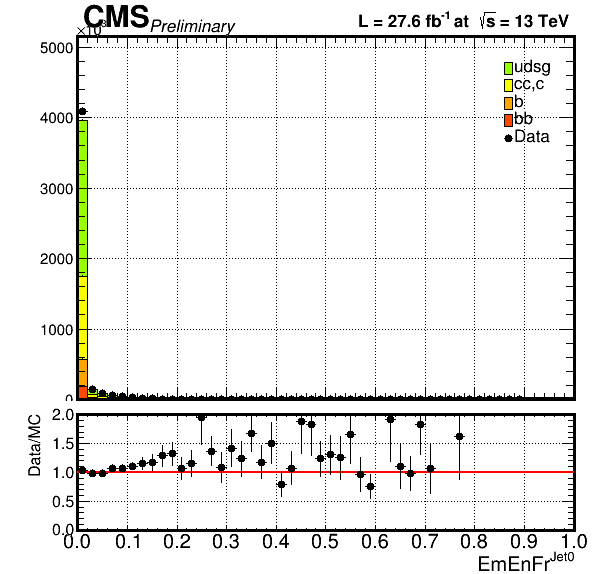 CMS Preliminary L = 27.6 fb⁻¹ at √s = 13 TeV
×10³
5000
4000
3000
2000
1000
0
udsg
cc,c
b
bb
Data
Data/MC
2.0
1.5
1.0
0.5
0.0
0.0 0.1 0.2 0.3 0.4 0.5 0.6 0.7 0.8 0.9 1.0
EmEnFr^Jet0